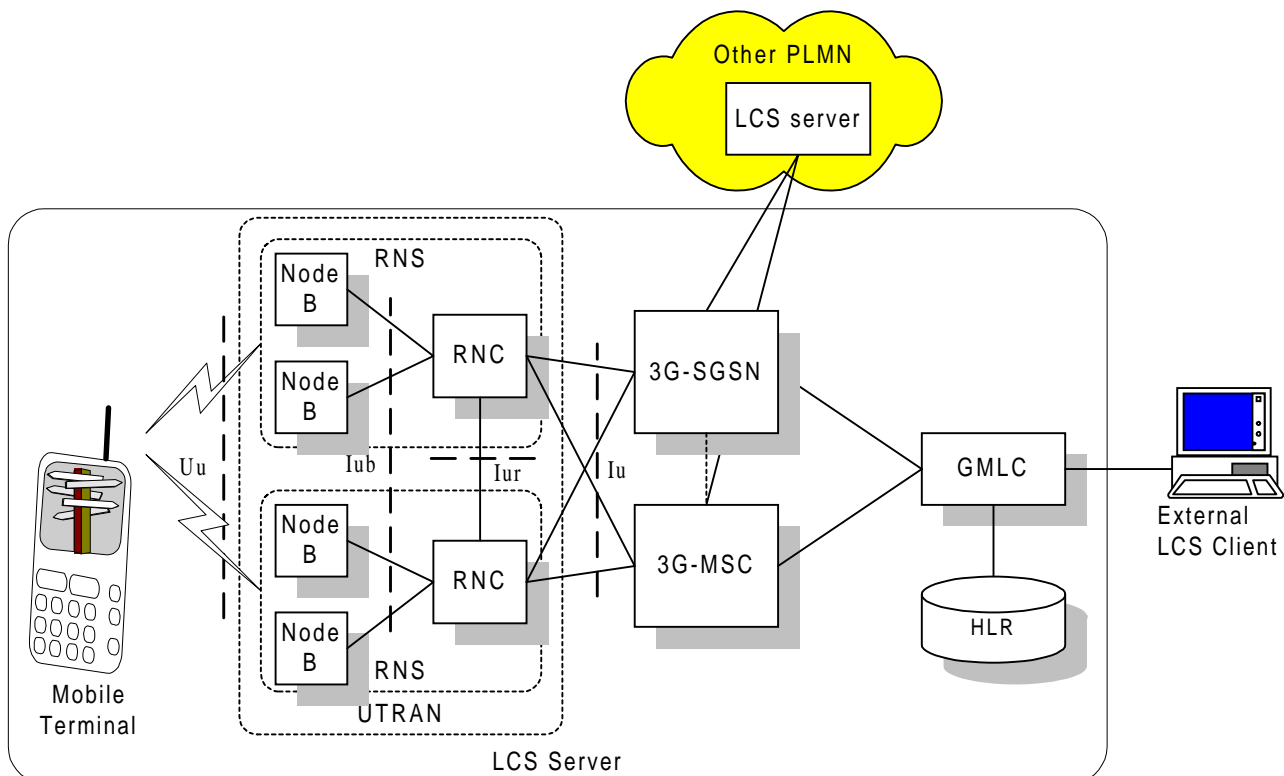 Other PLMN
LCS server
RNS
Node
B
RNC
3G-SGSN
Node
B
Uu
Iub
Iur
Iu
GMLC
Node
B
RNC
3G-MSC
External
LCS Client
Node
B
HLR
RNS
Mobile
Terminal
UTRAN
LCS Server